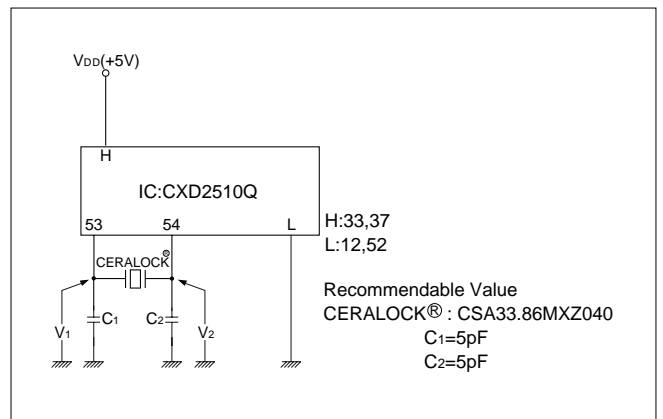 VDD(+5V)
H
IC:CXD2510Q
53 54 L
H:33,37
L:12,52
CERALOCK®
V1 C1 C2 V2
Recommendable Value
CERALOCK® : CSA33.86MXZ040
C1=5pF
C2=5pF